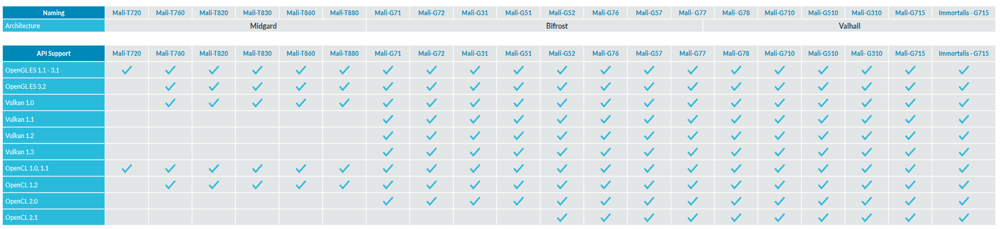 Naming Mali-T720 Mali-T760 Mali-T820 Mali-T830 Mali-T860 Mali-T880 Mali-G71 Mali-G72 Mali-G31 Mali-G51 Mali-G52 Mali-G76 Mali-G57 Mali- G77 Mali- G78 Mali-G710 Mali-G510 Mali-G310 Mali-G715 Immortalis - G715
Architecture Midgard Bifrost Valhall
API Support Mali-T720 Mali-T760 Mali-T820 Mali-T830 Mali-T860 Mali-T880 Mali-G71 Mali-G72 Mali-G31 Mali-G51 Mali-G52 Mali-G76 Mali-G57 Mali-G77 Mali-G78 Mali-G710 Mali-G510 Mali- G310 Mali-G715 Immortalis - G715
OpenGL ES 1.1 - 3.1
OpenGL ES 3.2
Vulkan 1.0
Vulkan 1.1
Vulkan 1.2
Vulkan 1.3
OpenCL 1.0, 1.1
OpenCL 1.2
OpenCL 2.0
OpenCL 2.1